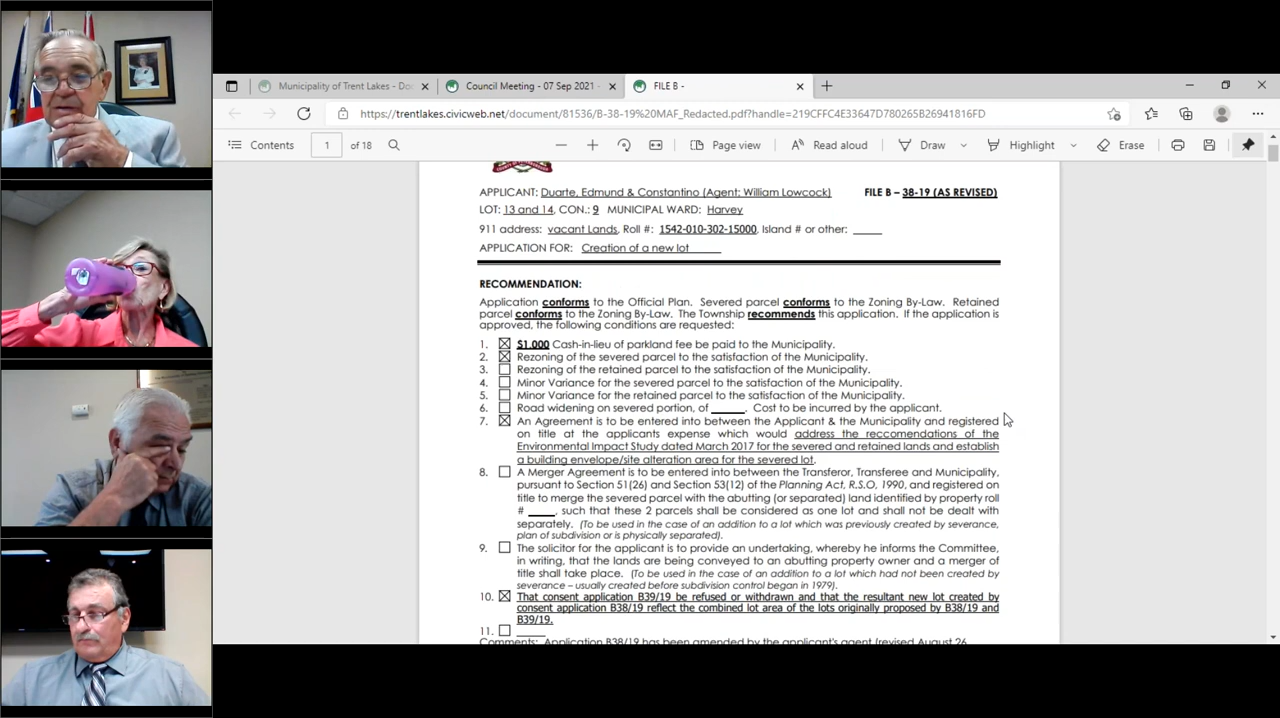 Municipality of Trent Lakes - Do
Council Meeting - 07 Sep 2021
FILE B -
https://trentlakes.civicweb.net/document/81536/B-38-19%20MAF_Redacted.pdf?handle=219CFFC4E33647D780265B26941816FD
Contents
1 of 18
Page view
Read aloud
Draw
Highlight
Erase
APPLICANT: Duarte, Edmund & Constantino (Agent: William Lowcock) FILE B – 38-19 (AS REVISED)
LOT: 13 and 14, CON.: 9 MUNICIPAL WARD: Harvey
911 address: vacant Lands, Roll #: 1542-010-302-15000, Island # or other: _____
APPLICATION FOR: Creation of a new lot
RECOMMENDATION:
Application conforms to the Official Plan. Severed parcel conforms to the Zoning By-Law. Retained
parcel conforms to the Zoning By-Law. The Township recommends this application. If the application is
approved, the following conditions are requested:
1. ☒ $1,000 Cash-in-lieu of parkland fee be paid to the Municipality.
2. ☒ Rezoning of the severed parcel to the satisfaction of the Municipality.
3. ☐ Rezoning of the retained parcel to the satisfaction of the Municipality.
4. ☐ Minor Variance for the severed parcel to the satisfaction of the Municipality.
5. ☐ Minor Variance for the retained parcel to the satisfaction of the Municipality.
6. ☐ Road widening on severed portion, of ______. Cost to be incurred by the applicant.
7. ☒ An Agreement is to be entered into between the Applicant & the Municipality and registered
on title at the applicants expense which would address the reccomendations of the
Environmental Impact Study dated March 2017 for the severed and retained lands and establish
a building envelope/site alteration area for the severed lot.
8. ☐ A Merger Agreement is to be entered into between the Transferor, Transferee and Municipality,
pursuant to Section 51(26) and Section 53(12) of the Planning Act, R.S.O, 1990, and registered on
title to merge the severed parcel with the abutting (or separated) land identified by property roll
# _____, such that these 2 parcels shall be considered as one lot and shall not be dealt with
separately. (To be used in the case of an addition to a lot which was previously created by severance,
plan of subdivision or is physically separated).
9. ☐ The solicitor for the applicant is to provide an undertaking, whereby he informs the Committee,
in writing, that the lands are being conveyed to an abutting property owner and a merger of
title shall take place. (To be used in the case of an addition to a lot which had not been created by
severance – usually created before subdivision control began in 1979).
10. ☒ That consent application B39/19 be refused or withdrawn and that the resultant new lot created by
consent application B38/19 reflect the combined lot area of the lots originally proposed by B38/19 and
B39/19.
11. ☐ _____
Comments: Application B38/19 has been amended by the applicant's agent (revised August 26,